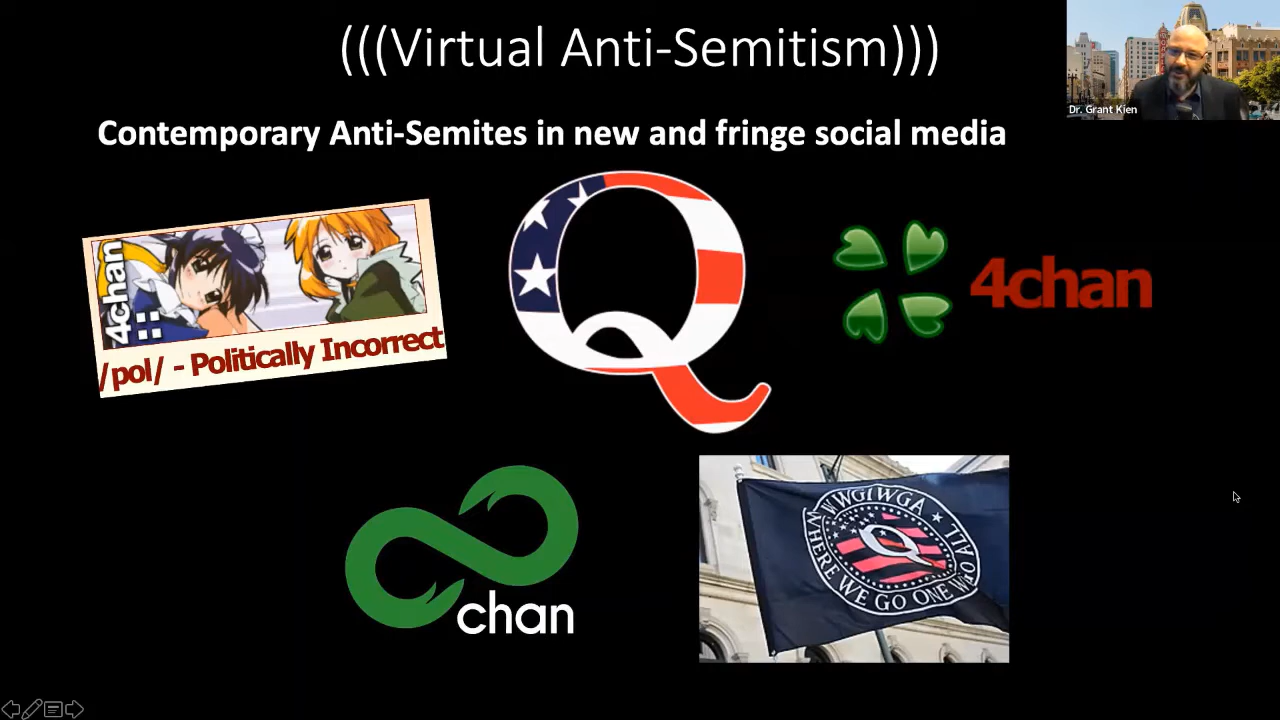 (((Virtual Anti-Semitism)))
Dr. Grant Kien
Contemporary Anti-Semites in new and fringe social media
4chan
/pol/ - Politically Incorrect
Q
4chan
chan
WWG1WGA
Q
WHERE WE GO ONE WE
ALL